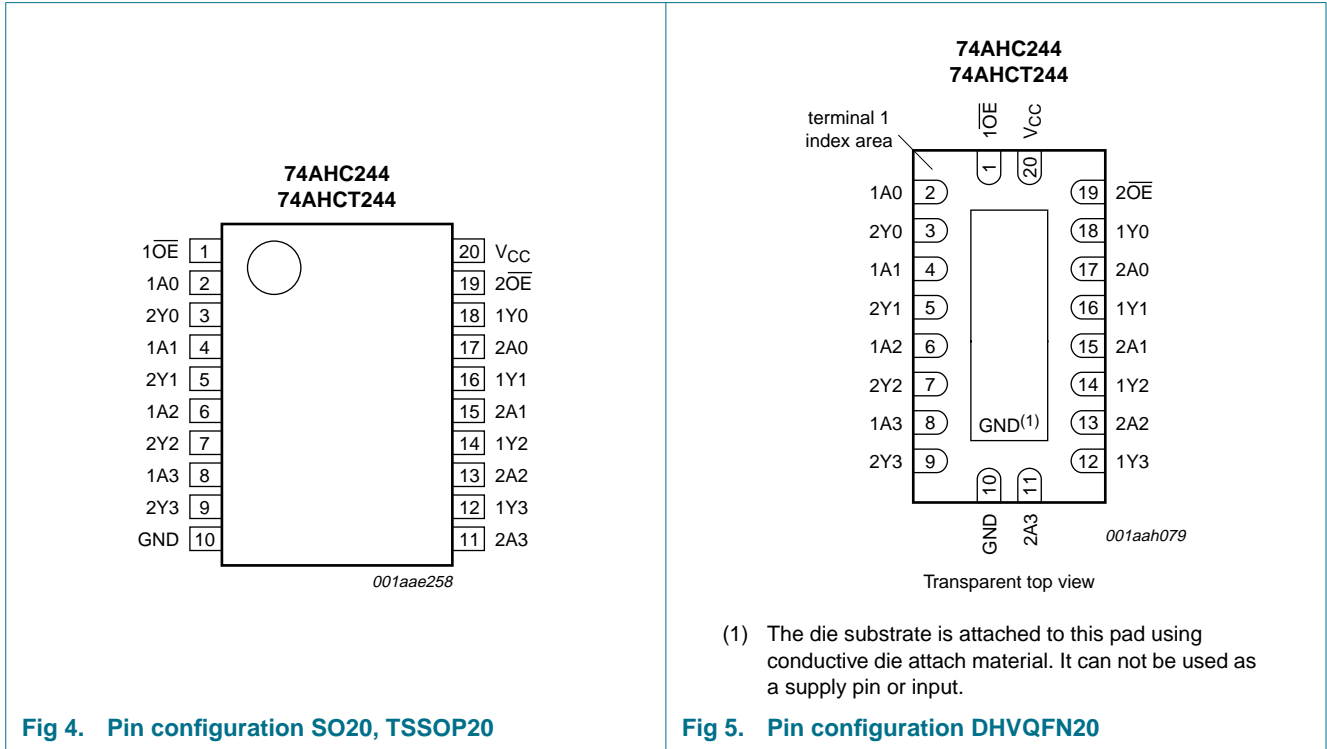 74AHC244
74AHCT244
1O̅E̅ 1
1A0 2
2Y0 3
1A1 4
2Y1 5
1A2 6
2Y2 7
1A3 8
2Y3 9
GND 10
20 VCC
19 2O̅E̅
18 1Y0
17 2A0
16 1Y1
15 2A1
14 1Y2
13 2A2
12 1Y3
11 2A3
001aae258
Fig 4. Pin configuration SO20, TSSOP20
74AHC244
74AHCT244
terminal 1
index area
1O̅E̅
VCC
1
20
1A0 2
2Y0 3
1A1 4
2Y1 5
1A2 6
2Y2 7
1A3 8
2Y3 9
19 2O̅E̅
18 1Y0
17 2A0
16 1Y1
15 2A1
14 1Y2
13 2A2
12 1Y3
GND(1)
10
11
GND
2A3
001aah079
Transparent top view
(1) The die substrate is attached to this pad using
conductive die attach material. It can not be used as
a supply pin or input.
Fig 5. Pin configuration DHVQFN20